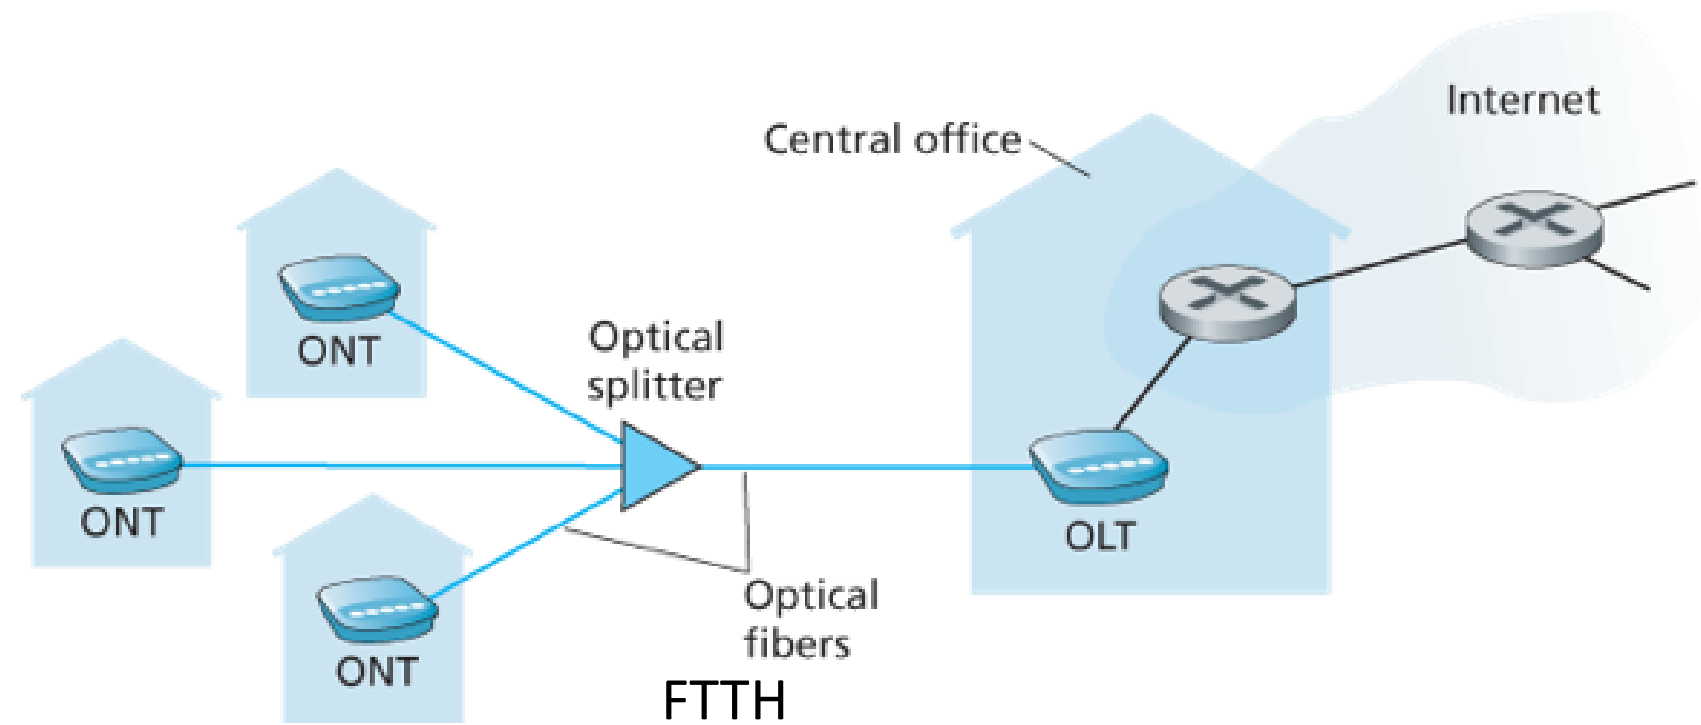 Internet
Central office
ONT
Optical
splitter
ONT
OLT
Optical
fibers
ONT
FTTH